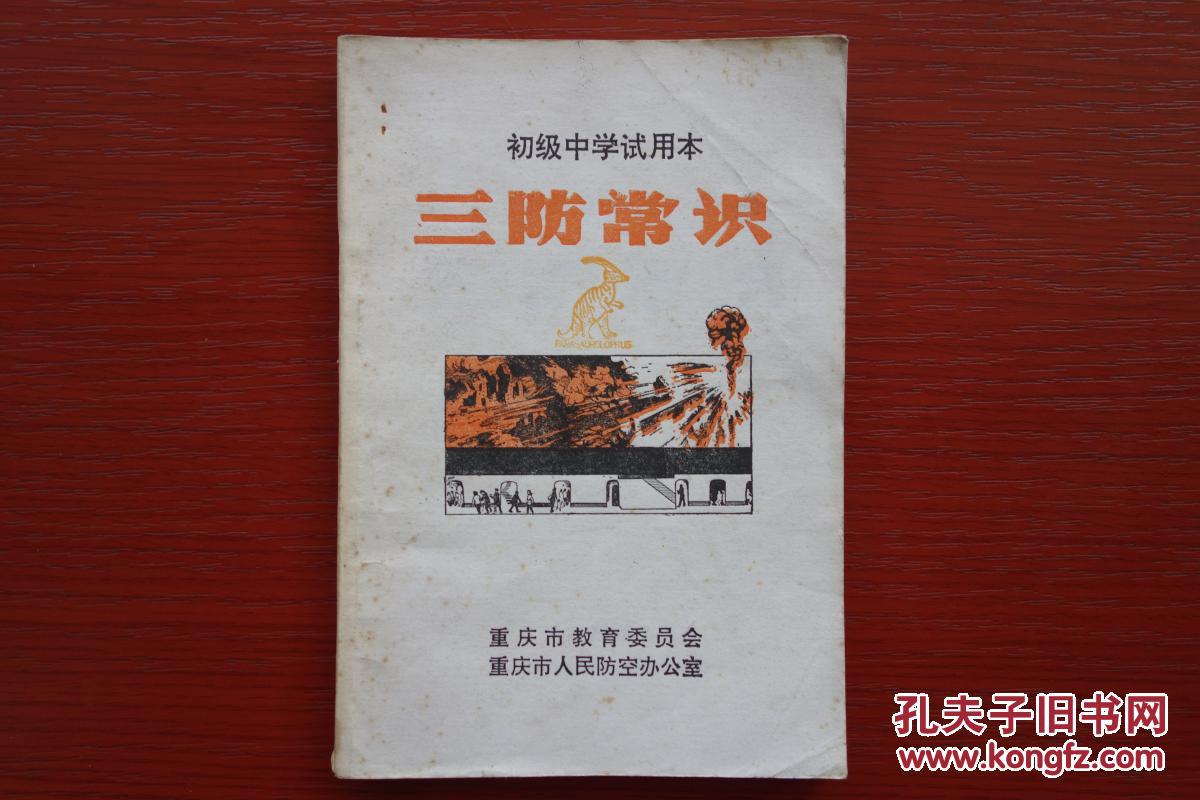 初级中学试用本
三防常识
PARASAUROLOPHUS
重庆市教育委员会
重庆市人民防空办公室
孔夫子旧书网
www.kongfz.com